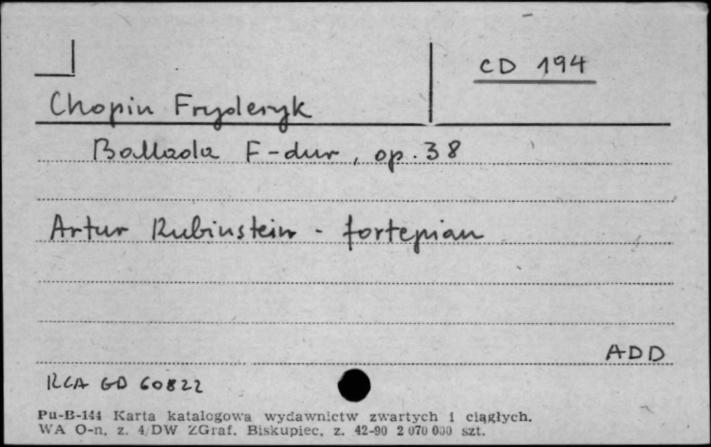 CD 194
Chopin Fryderyk
Ballada F-dur, op. 38
Artur Rubinstein - fortepian
ADD
RCA GD 60822
Pu-B-144 Karta katalogowa wydawnictw zwartych i ciągłych.
WA O-n, z. 4/DW ZGraf. Biskupiec, z. 42-90 2 070 000 szt.